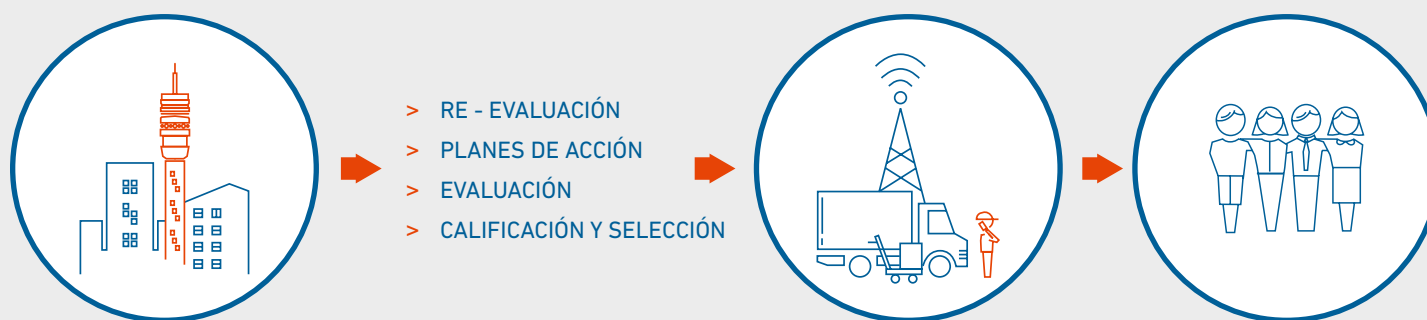 > RE - EVALUACIÓN
> PLANES DE ACCIÓN
> EVALUACIÓN
> CALIFICACIÓN Y SELECCIÓN